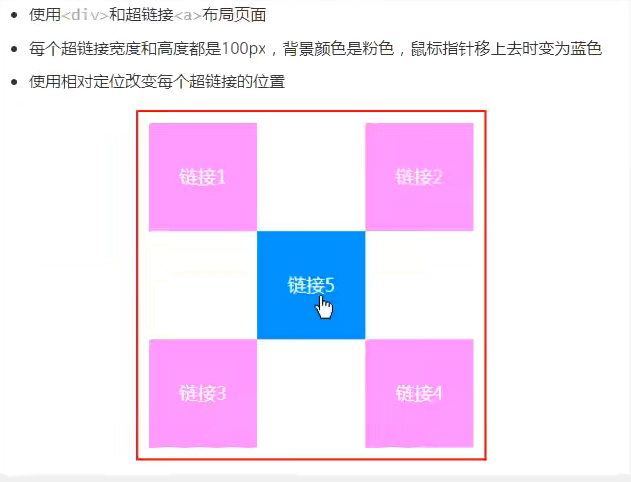 使用<div>和超链接<a>布局页面
每个超链接宽度和高度都是100px，背景颜色是粉色，鼠标指针移上去时变为蓝色
使用相对定位改变每个超链接的位置
链接1
链接2
链接5
链接3
链接4